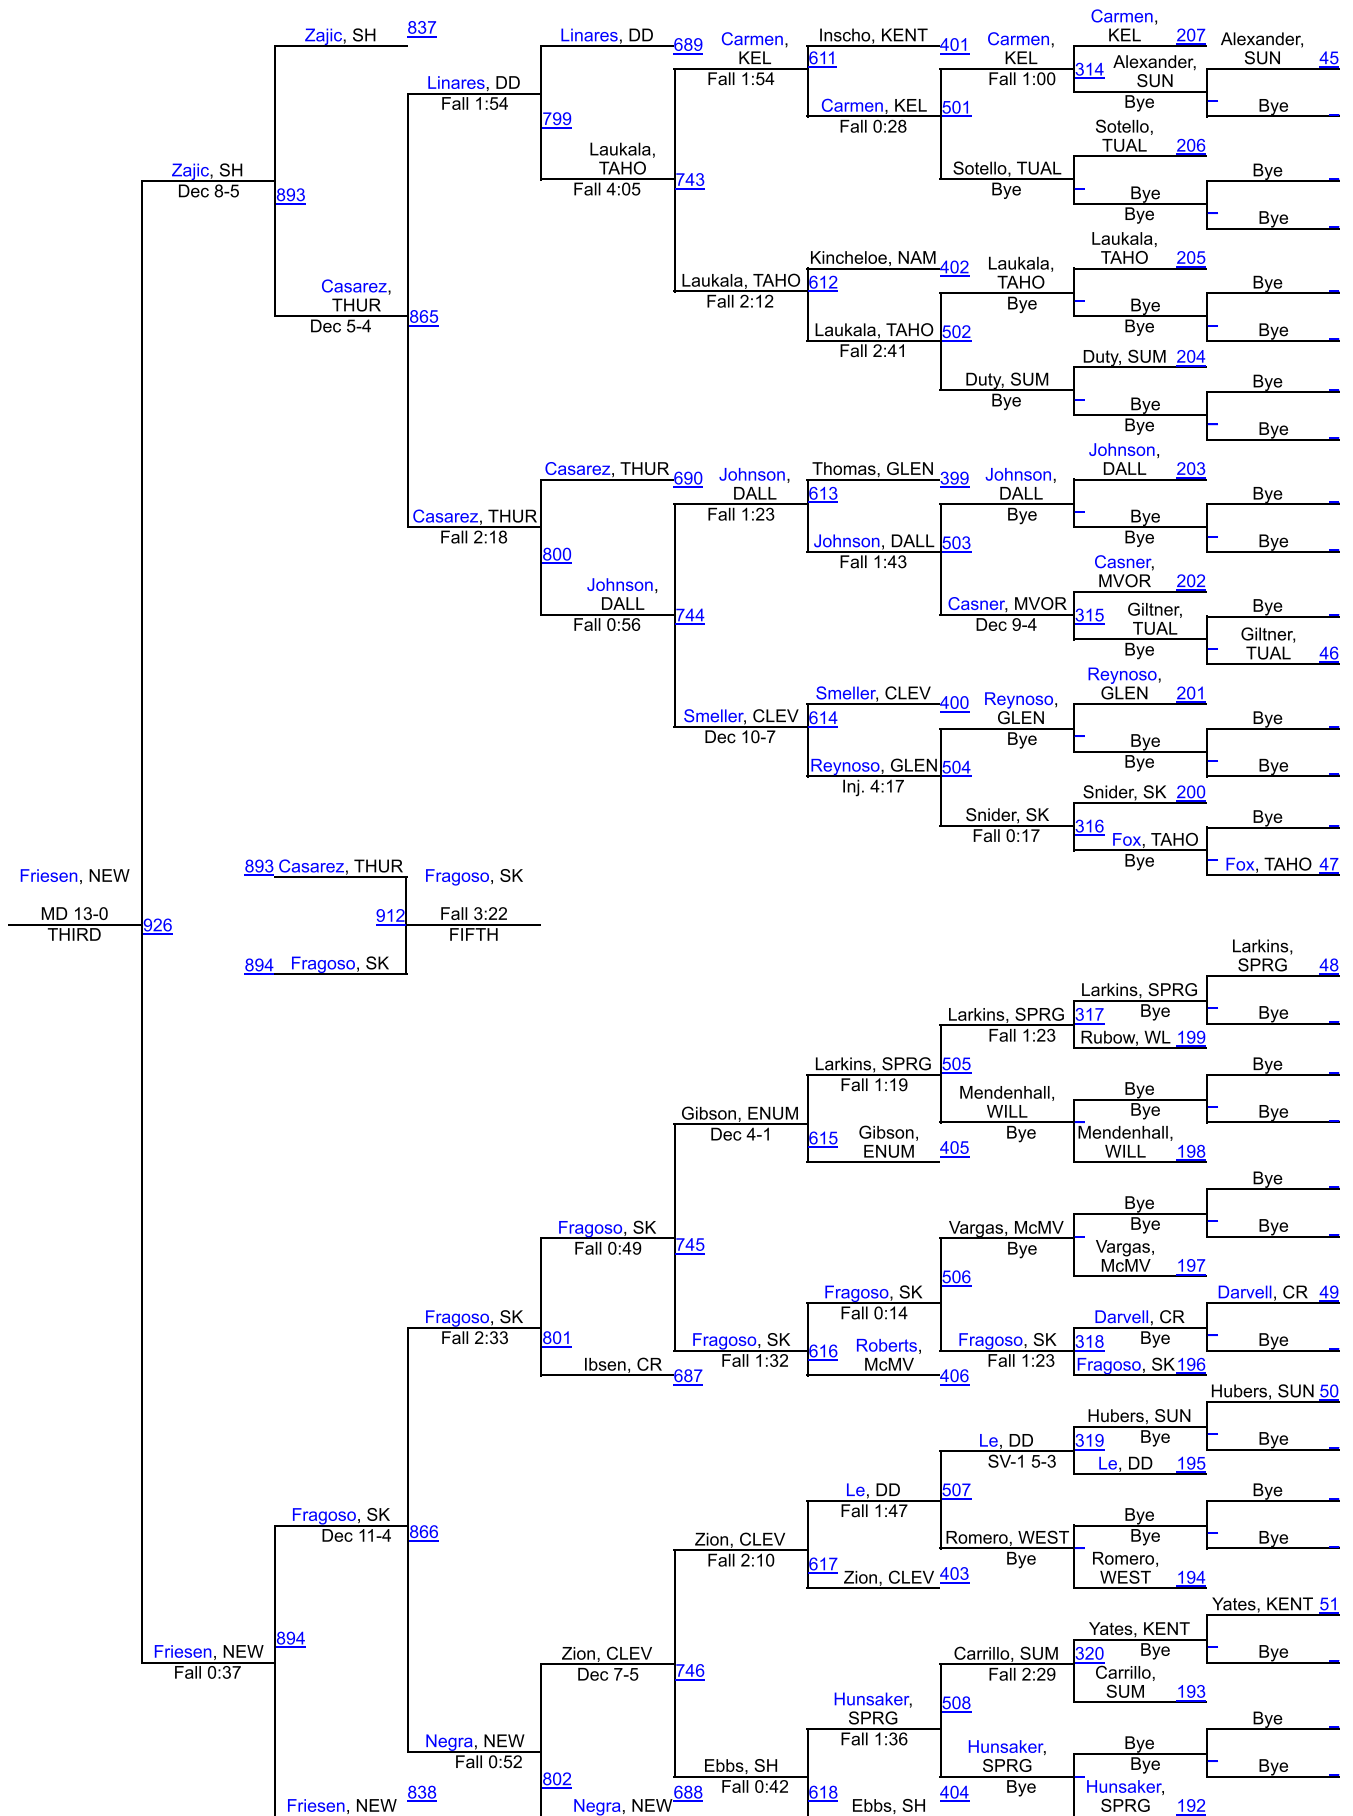 Zajic, SH 837
Linares, DD 689
Carmen, KEL
Fall 1:54
Inscho, KENT 401
611
Carmen, KEL
Fall 1:00
Carmen, KEL 207
314
Alexander, SUN
Bye
Alexander, SUN 45
Bye
Linares, DD
Fall 1:54
799
Carmen, KEL
Fall 0:28
501
Sotello, TUAL 206
Laukala, TAHO
Fall 4:05
743
Sotello, TUAL
Bye
Bye
Bye
Bye
Bye
Zajic, SH
Dec 8-5
893
Laukala, TAHO
Fall 2:12
Kincheloe, NAM 402
612
Laukala, TAHO
Bye
Laukala, TAHO 205
Bye
Bye
Bye
Bye
Casarez, THUR
Dec 5-4
865
Laukala, TAHO
Fall 2:41
502
Duty, SUM
Bye
Duty, SUM 204
Bye
Bye
Bye
Bye
Casarez, THUR 690
Johnson, DALL
Fall 1:23
Thomas, GLEN 399
613
Johnson, DALL
Bye
Johnson, DALL 203
Bye
Bye
Bye
Bye
Casarez, THUR
Fall 2:18
800
Johnson, DALL
Fall 1:43
503
Casner, MVOR 202
Johnson, DALL
Fall 0:56
744
Casner, MVOR
Dec 9-4
315
Giltner, TUAL
Bye
Bye
Giltner, TUAL 46
Smeller, CLEV
Dec 10-7
Smeller, CLEV 400
614
Reynoso, GLEN
Bye
Reynoso, GLEN 201
Bye
Bye
Bye
Bye
Reynoso, GLEN
Inj. 4:17
504
Snider, SK
Fall 0:17
Snider, SK 200
316
Fox, TAHO
Bye
Bye
Fox, TAHO 47
Friesen, NEW
MD 13-0
THIRD
926
893 Casarez, THUR
912
894 Fragoso, SK
Fragoso, SK
Fall 3:22
FIFTH
Larkins, SPRG 48
Bye
Larkins, SPRG
Bye
Larkins, SPRG
Fall 1:23
317
Rubow, WL 199
Larkins, SPRG
Fall 1:19
505
Mendenhall, WILL
Bye
Bye
Bye
Bye
Bye
Mendenhall, WILL 198
Gibson, ENUM
Dec 4-1
615
Gibson, ENUM 405
Fragoso, SK
Fall 0:49
745
Vargas, McMV
Bye
Bye
Bye
Bye
Bye
Vargas, McMV 197
506
Fragoso, SK
Fall 0:14
Darvell, CR 49
Bye
Darvell, CR
Bye
Fragoso, SK
Fall 2:33
801
Ibsen, CR 687
Fragoso, SK
Fall 1:32
616
Roberts, McMV 406
Fragoso, SK
Fall 1:23
318
Fragoso, SK 196
Hubers, SUN 50
Bye
Hubers, SUN
Bye
Le, DD
SV-1 5-3
319
Le, DD 195
Le, DD
Fall 1:47
507
Romero, WEST
Bye
Bye
Bye
Bye
Bye
Romero, WEST 194
Fragoso, SK
Dec 11-4
866
Zion, CLEV
Fall 2:10
617
Zion, CLEV 403
Yates, KENT 51
Bye
Yates, KENT
Bye
Friesen, NEW
Fall 0:37
894
Zion, CLEV
Dec 7-5
746
Carrillo, SUM
Fall 2:29
320
Carrillo, SUM 193
Hunsaker, SPRG
Fall 1:36
508
Hunsaker, SPRG
Bye
Bye
Bye
Bye
Bye
Negra, NEW
Fall 0:52
802
Ebbs, SH
Fall 0:42
618
Hunsaker, SPRG 192
Friesen, NEW 838
Negra, NEW 688
Ebbs, SH 404